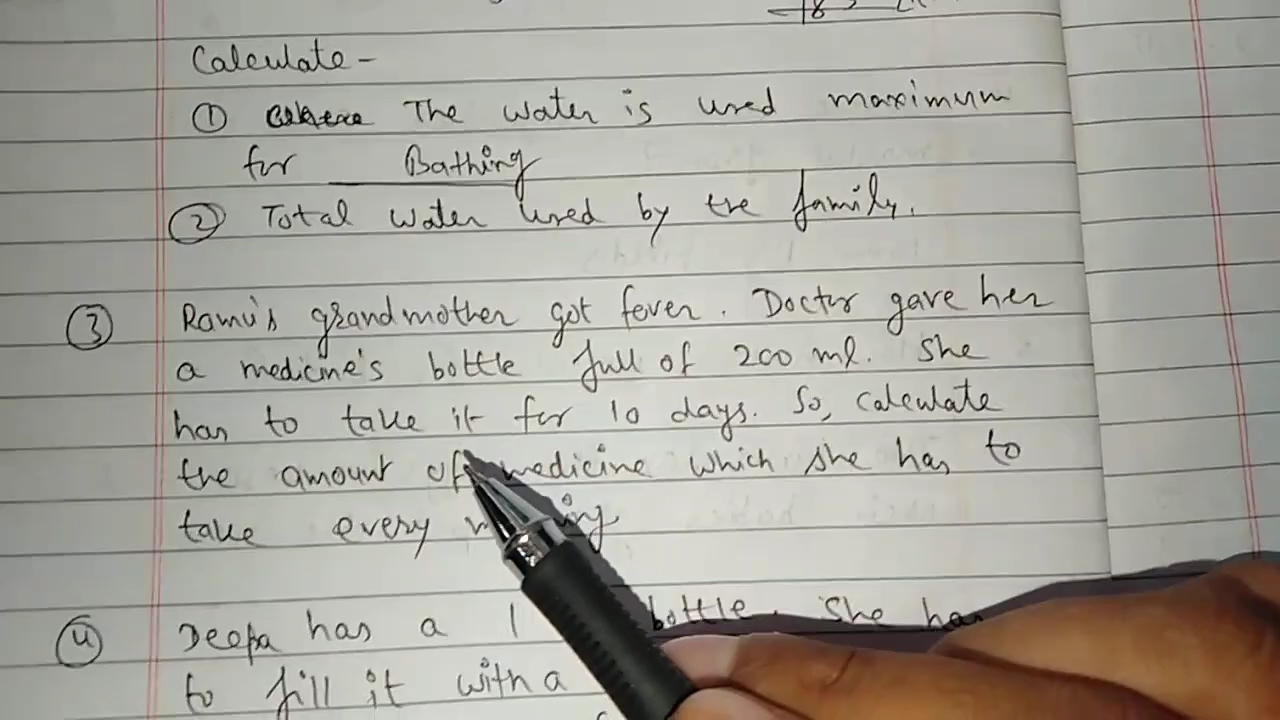 Calculate -
① The water is used maximum
for Bathing
② Total water used by the family.
③ Ramu's grandmother got fever. Doctor gave her
a medicine's bottle full of 200 ml. She
has to take it for 10 days. So, calculate
the amount of medicine which she has to
take every
④ Deepa has a 1 bottle. She has
to fill it with a